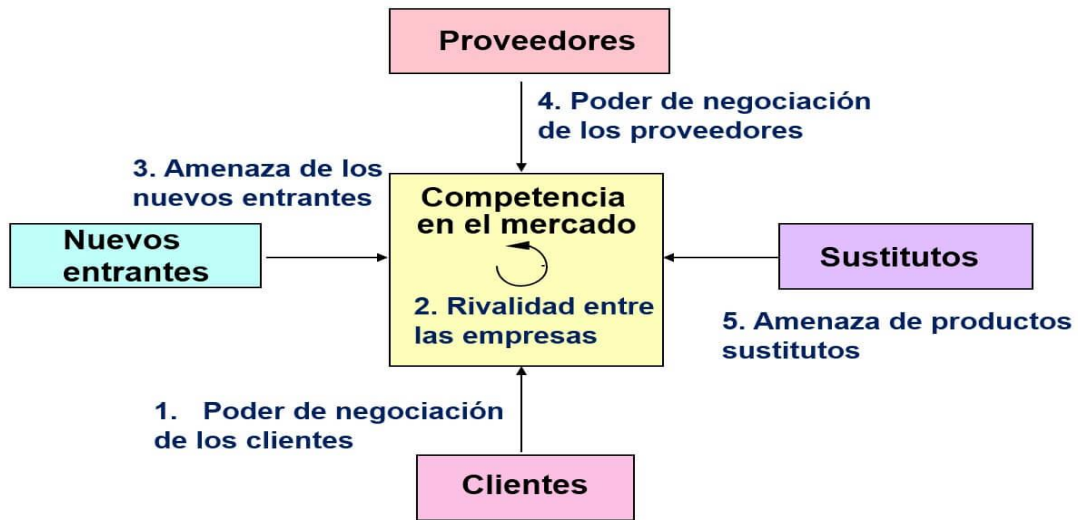 Proveedores
4. Poder de negociación
de los proveedores
3. Amenaza de los
nuevos entrantes
Competencia
en el mercado
Nuevos
entrantes
Sustitutos
2. Rivalidad entre
las empresas
5. Amenaza de productos
sustitutos
1. Poder de negociación
de los clientes
Clientes